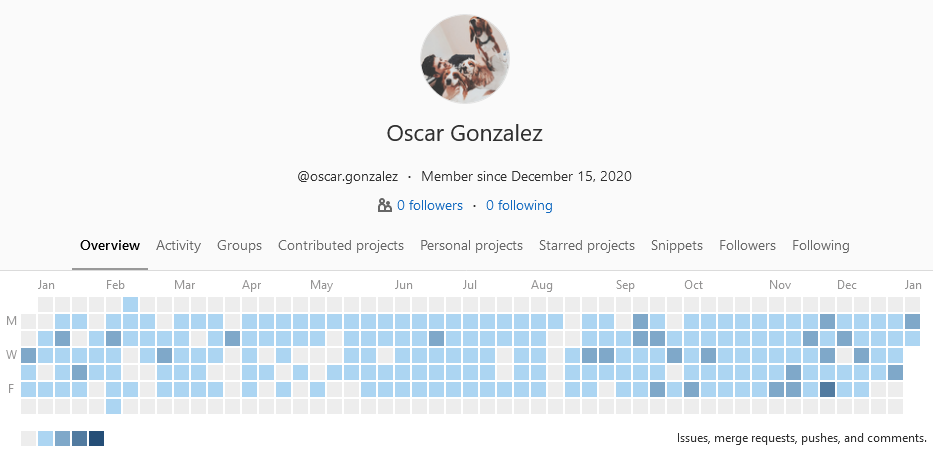 Oscar Gonzalez
@oscar.gonzalez · Member since December 15, 2020
0 followers · 0 following
Overview Activity Groups Contributed projects Personal projects Starred projects Snippets Followers Following
Jan Feb Mar Apr May Jun Jul Aug Sep Oct Nov Dec Jan
M
W
F
Issues, merge requests, pushes, and comments.